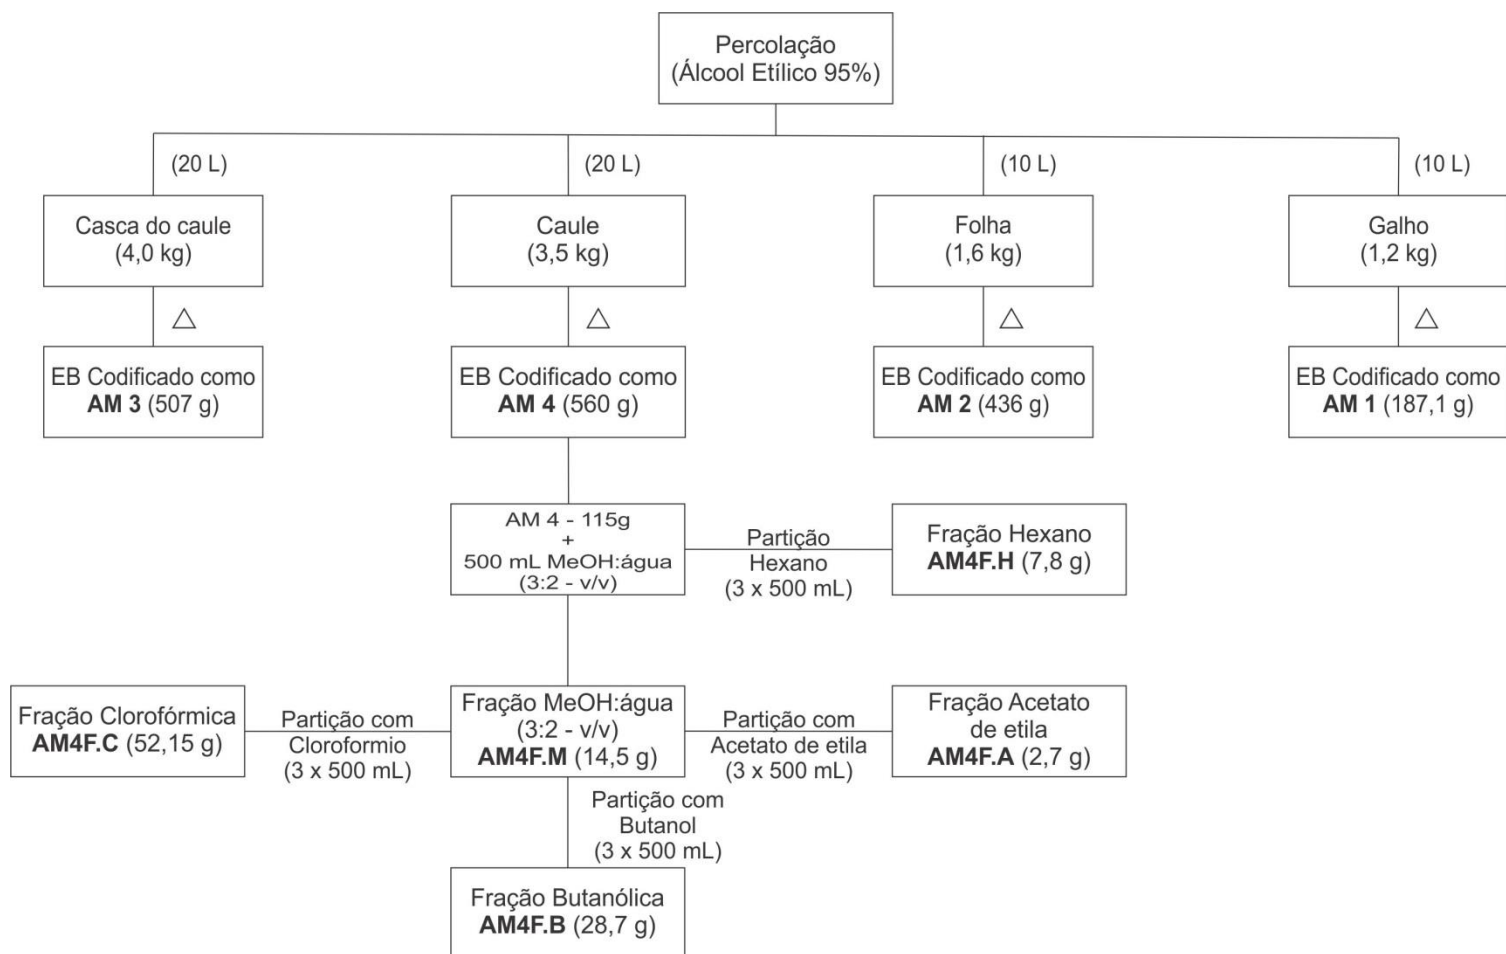 Percolação
(Álcool Etílico 95%)
(20 L)
(20 L)
(10 L)
(10 L)
Casca do caule
(4,0 kg)
Caule
(3,5 kg)
Folha
(1,6 kg)
Galho
(1,2 kg)
EB Codificado como
AM 3 (507 g)
EB Codificado como
AM 4 (560 g)
EB Codificado como
AM 2 (436 g)
EB Codificado como
AM 1 (187,1 g)
AM 4 - 115g
+
500 mL MeOH:água
(3:2 - v/v)
Partição
Hexano
(3 x 500 mL)
Fração Hexano
AM4F.H (7,8 g)
Fração Clorofórmica
AM4F.C (52,15 g)
Partição com
Cloroformio
(3 x 500 mL)
Fração MeOH:água
(3:2 - v/v)
AM4F.M (14,5 g)
Partição com
Acetato de etila
(3 x 500 mL)
Fração Acetato
de etila
AM4F.A (2,7 g)
Partição com
Butanol
(3 x 500 mL)
Fração Butanólica
AM4F.B (28,7 g)